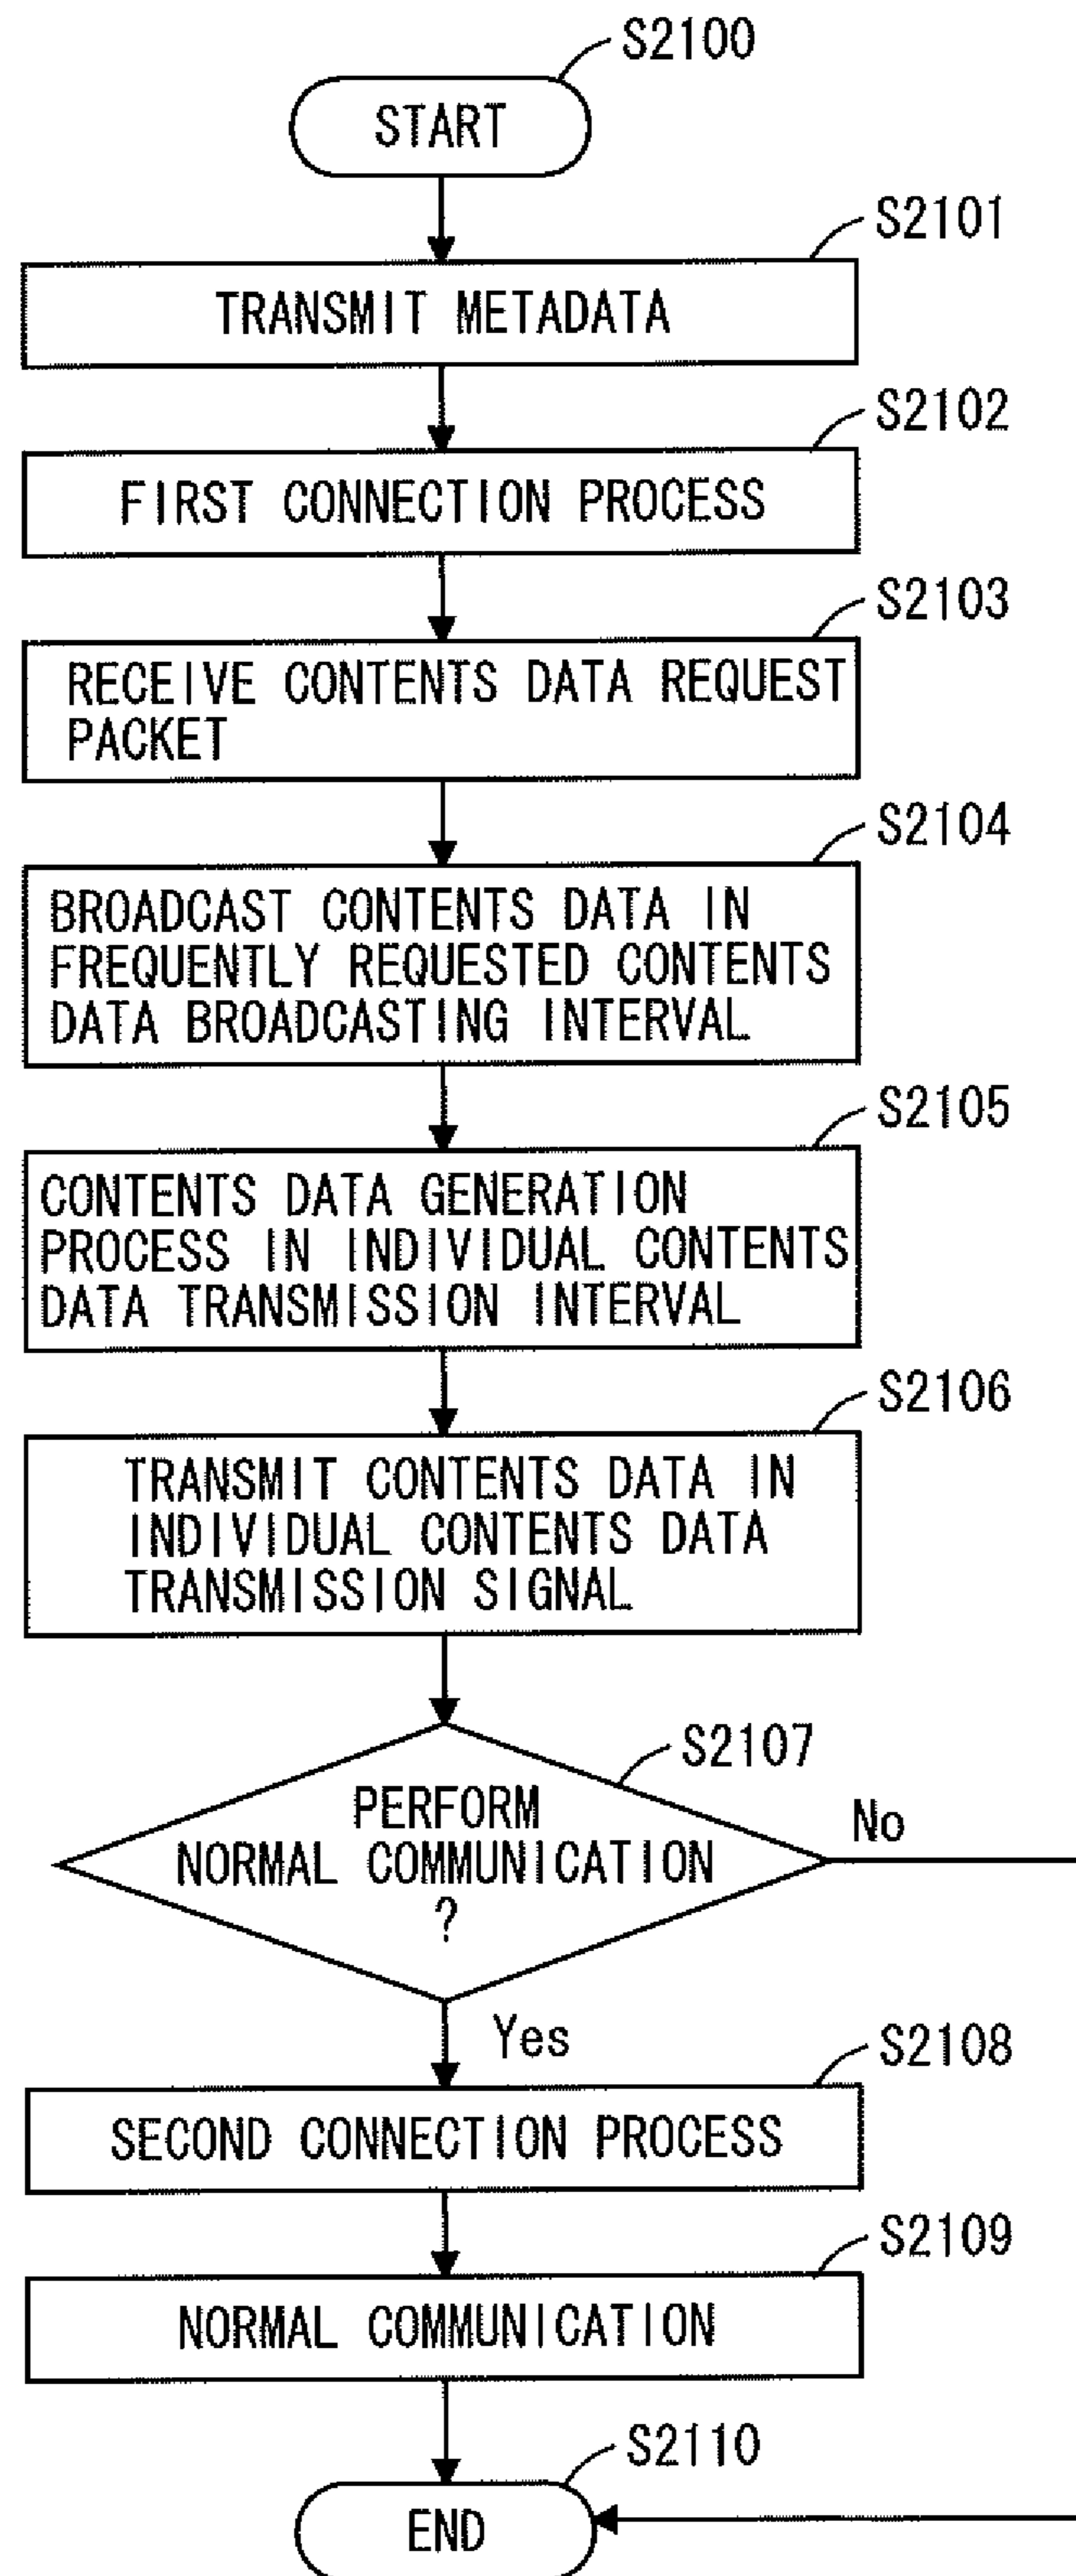 S2100
START
S2101
TRANSMIT METADATA
S2102
FIRST CONNECTION PROCESS
S2103
RECEIVE CONTENTS DATA REQUEST
PACKET
S2104
BROADCAST CONTENTS DATA IN
FREQUENTLY REQUESTED CONTENTS
DATA BROADCASTING INTERVAL
S2105
CONTENTS DATA GENERATION
PROCESS IN INDIVIDUAL CONTENTS
DATA TRANSMISSION INTERVAL
S2106
TRANSMIT CONTENTS DATA IN
INDIVIDUAL CONTENTS DATA
TRANSMISSION SIGNAL
S2107
PERFORM
NORMAL COMMUNICATION
?
No
Yes
S2108
SECOND CONNECTION PROCESS
S2109
NORMAL COMMUNICATION
S2110
END